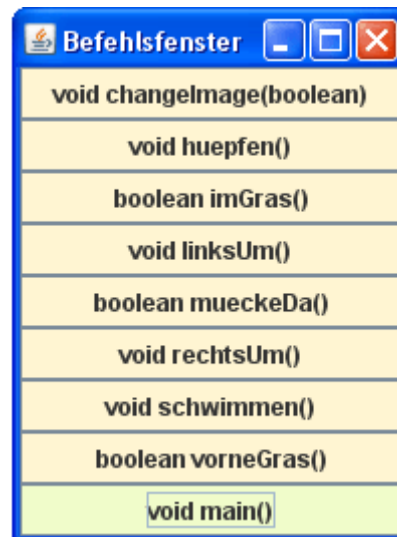 Befehlsfenster
void changeImage(boolean)
void huepfen()
boolean imGras()
void linksUm()
boolean mueckeDa()
void rechtsUm()
void schwimmen()
boolean vorneGras()
void main()